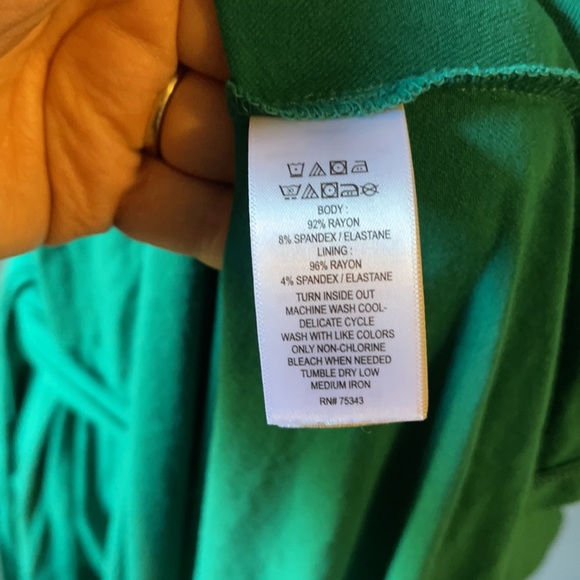 BODY :
92% RAYON
8% SPANDEX / ELASTANE
LINING :
96% RAYON
4% SPANDEX / ELASTANE
TURN INSIDE OUT
MACHINE WASH COOL-
DELICATE CYCLE
WASH WITH LIKE COLORS
ONLY NON-CHLORINE
BLEACH WHEN NEEDED
TUMBLE DRY LOW
MEDIUM IRON
RN# 75343